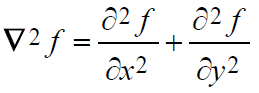 ∇² f = ∂² f/∂x² + ∂² f/∂y²